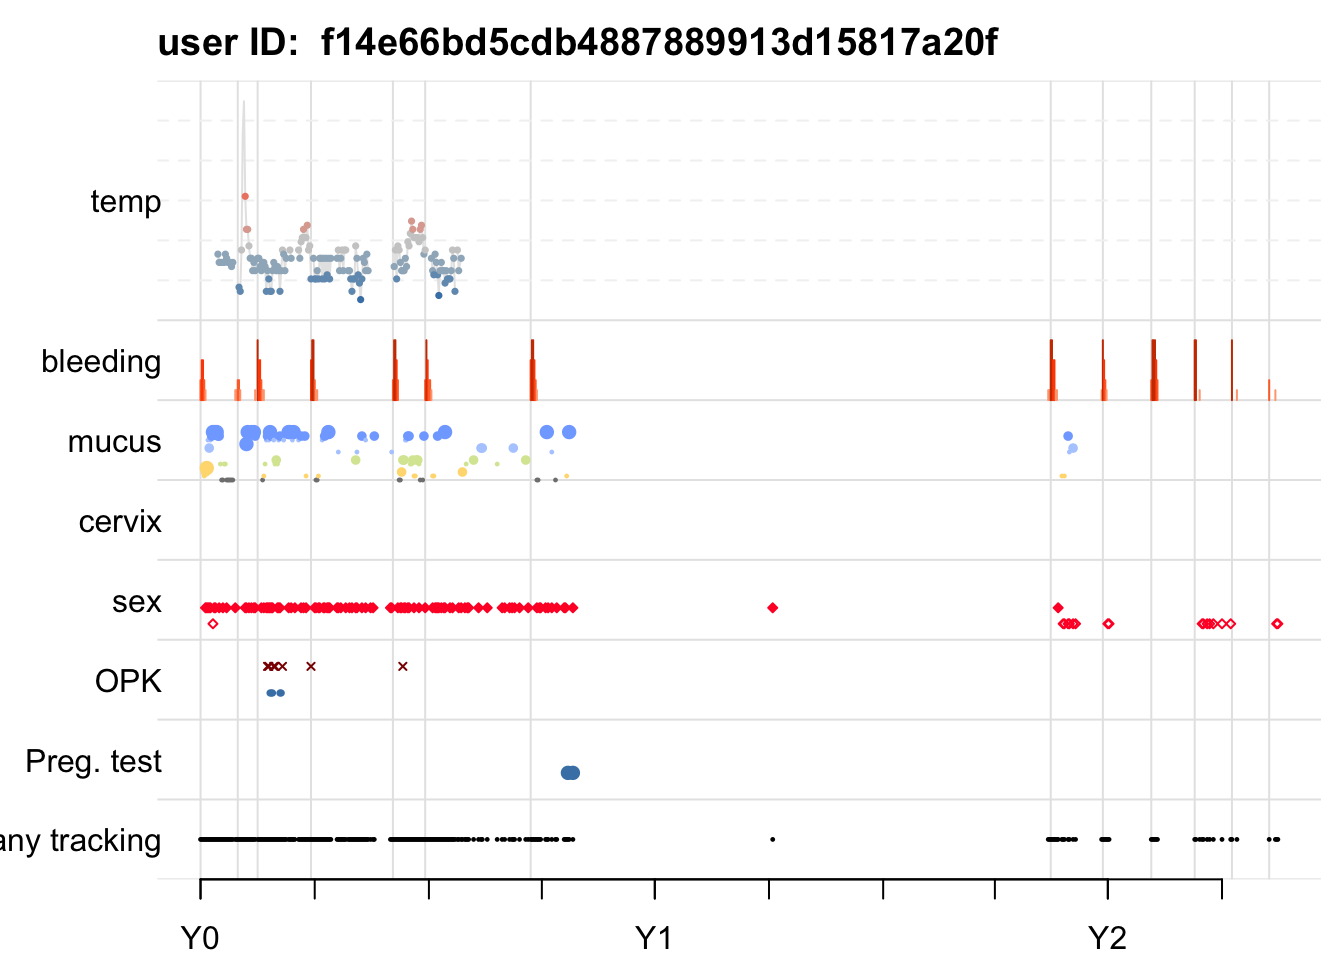 user ID:  f14e66bd5cdb4887889913d15817a20f
temp
bleeding
mucus
cervix
sex
OPK
Preg. test
any tracking
Y0 Y1 Y2